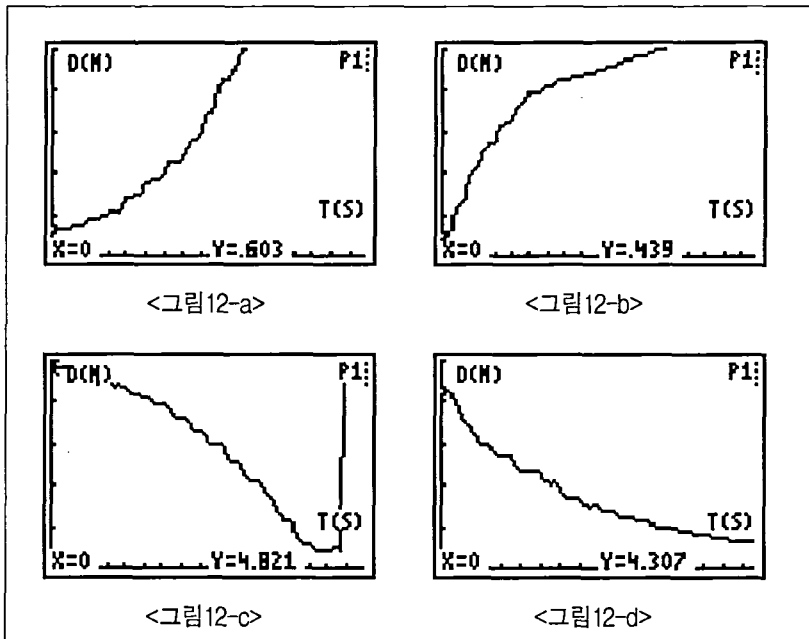 D(M) P1
T(S)
X=0 Y=.603
<그림12-a>
D(M) P1
T(S)
X=0 Y=.439
<그림12-b>
D(M) P1
T(S)
X=0 Y=4.821
<그림12-c>
D(M) P1
T(S)
X=0 Y=4.307
<그림12-d>